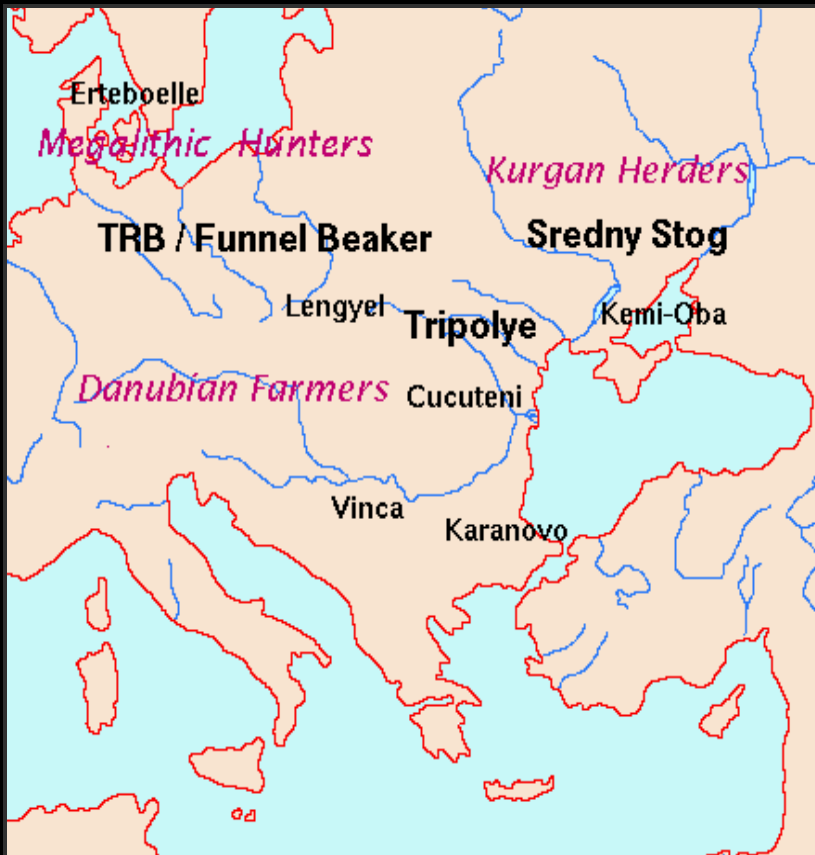 Erteboelle
Megalithic Hunters
Kurgan Herders
TRB / Funnel Beaker
Sredny Stog
Lengyel
Tripolye
Kemi-Oba
Danubian Farmers
Cucuteni
Vinca
Karanovo